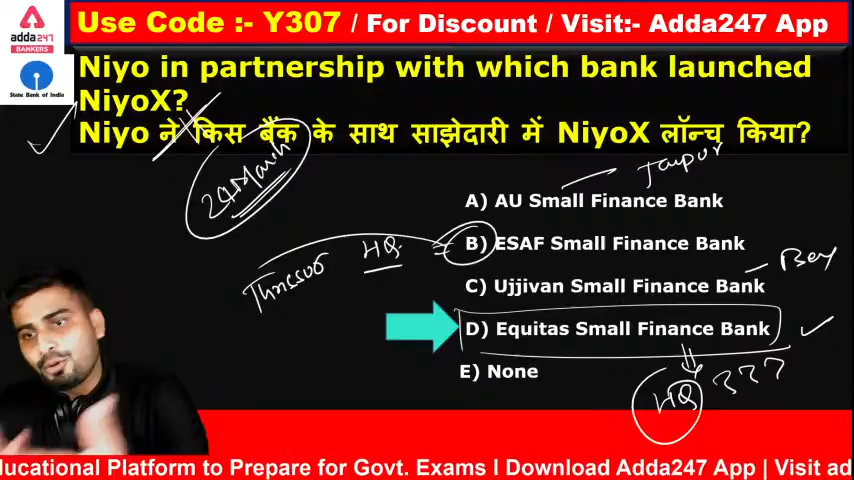 Use Code :- Y307 / For Discount / Visit:- Adda247 App
adda247
BANKERS
State Bank of India
Niyo in partnership with which bank launched
NiyoX?
Niyo ने किस बैंक के साथ साझेदारी में NiyoX लॉन्च किया?
24 March
Jaipur
A) AU Small Finance Bank
Thrissur HQ
B) ESAF Small Finance Bank
C) Ujjivan Small Finance Bank
D) Equitas Small Finance Bank
E) None
HQ ???
ducational Platform to Prepare for Govt. Exams I Download Adda247 App | Visit ad